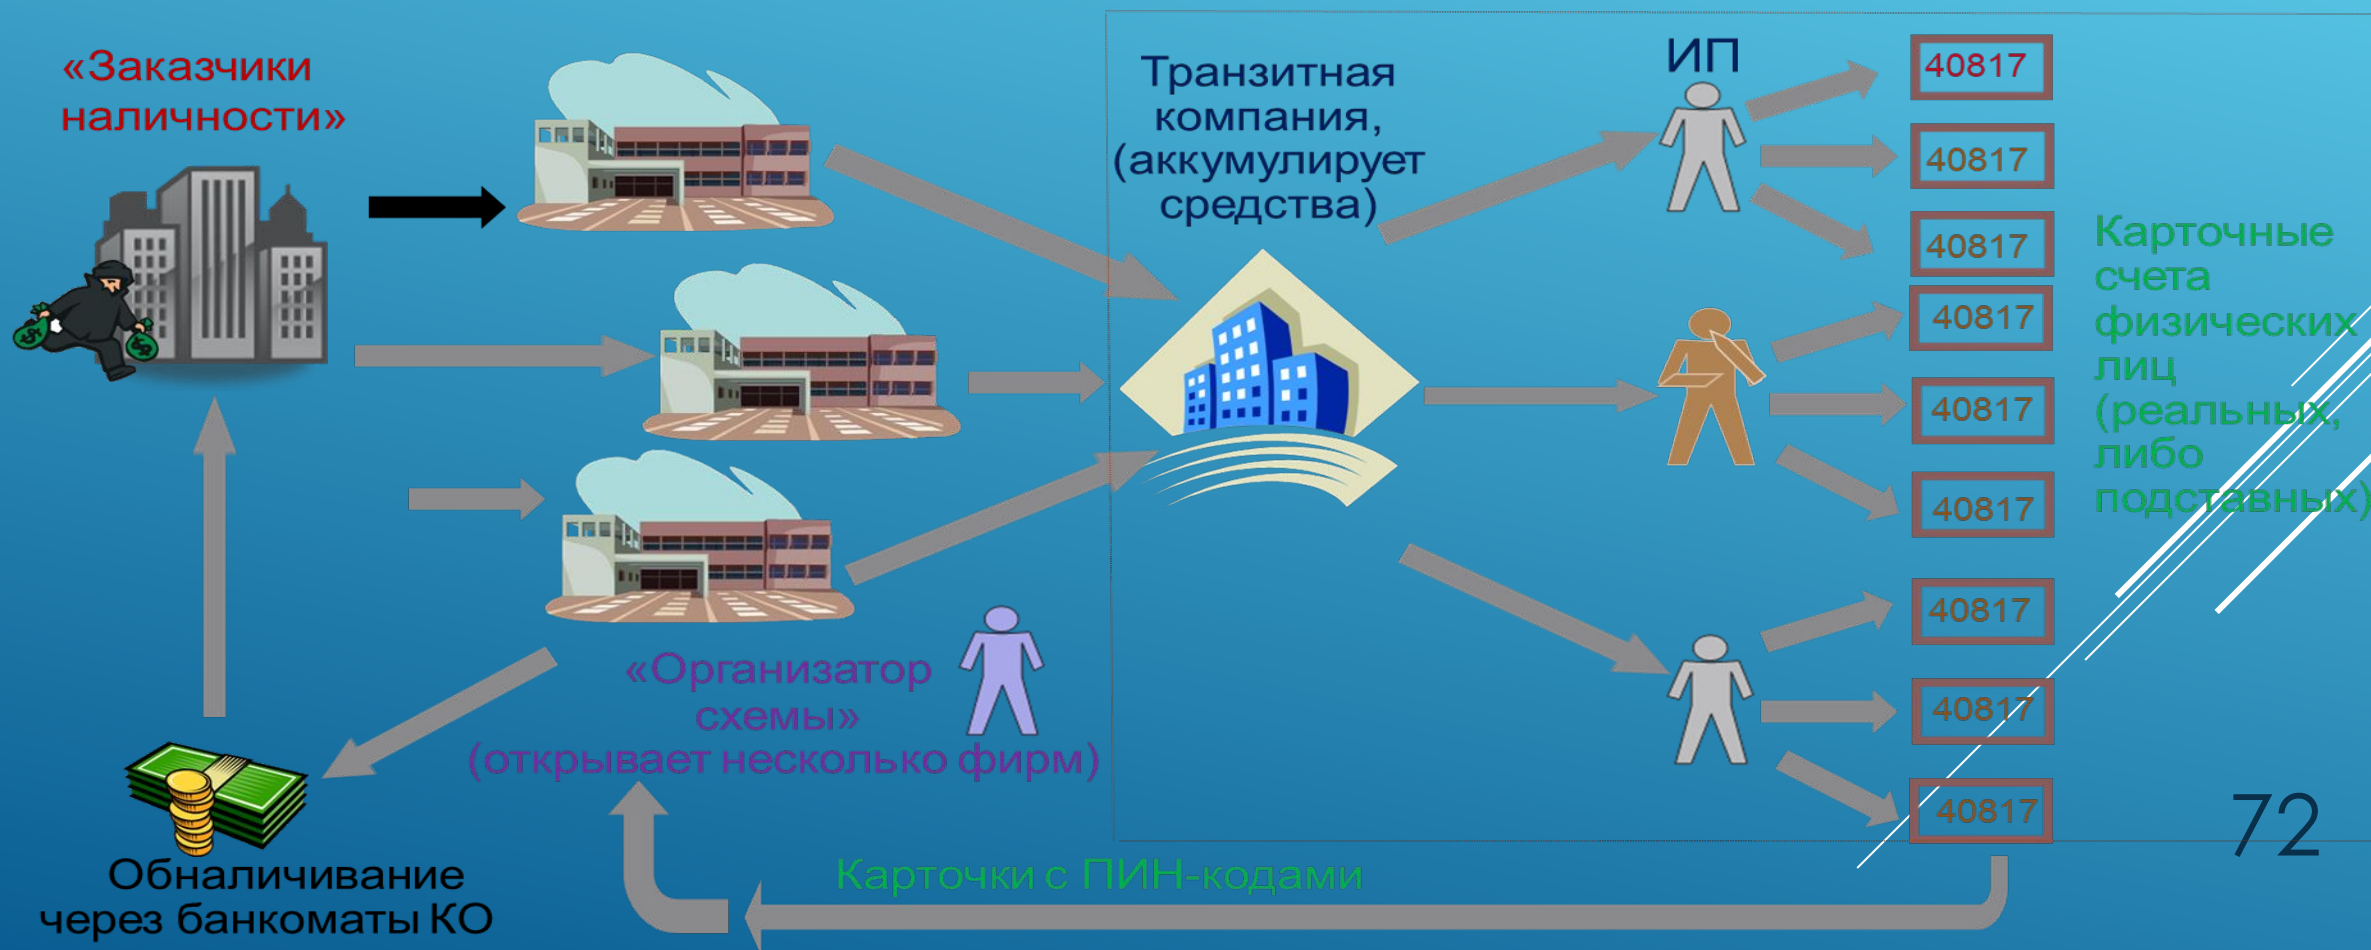 «Заказчики
наличности»
Транзитная
компания,
(аккумулирует
средства)
ИП
40817
40817
40817
40817
40817
40817
40817
40817
40817
Карточные
счета
физических
лиц
(реальных,
либо
подставных)
«Организатор
схемы»
(открывает несколько фирм)
Карточки с ПИН-кодами
Обналичивание
через банкоматы КО
72